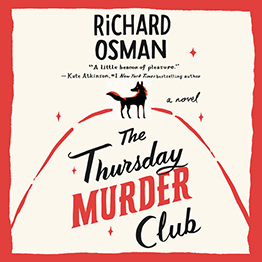 RiCHARD
OSMAN
"A little beacon of pleasure."
—Kate Atkinson, #1 New York Times bestselling author
a novel
The
Thursday
MURDER
Club